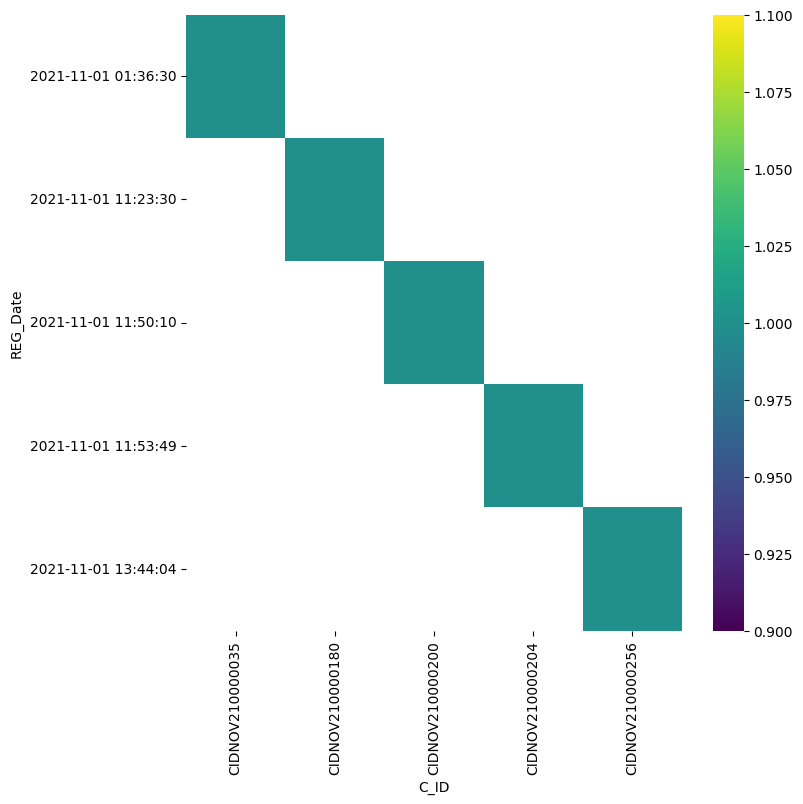 REG_Date
2021-11-01 01:36:30
2021-11-01 11:23:30
2021-11-01 11:50:10
2021-11-01 11:53:49
2021-11-01 13:44:04
CIDNOV210000035
CIDNOV210000180
CIDNOV210000200
CIDNOV210000204
CIDNOV210000256
C_ID
1.100
1.075
1.050
1.025
1.000
0.975
0.950
0.925
0.900